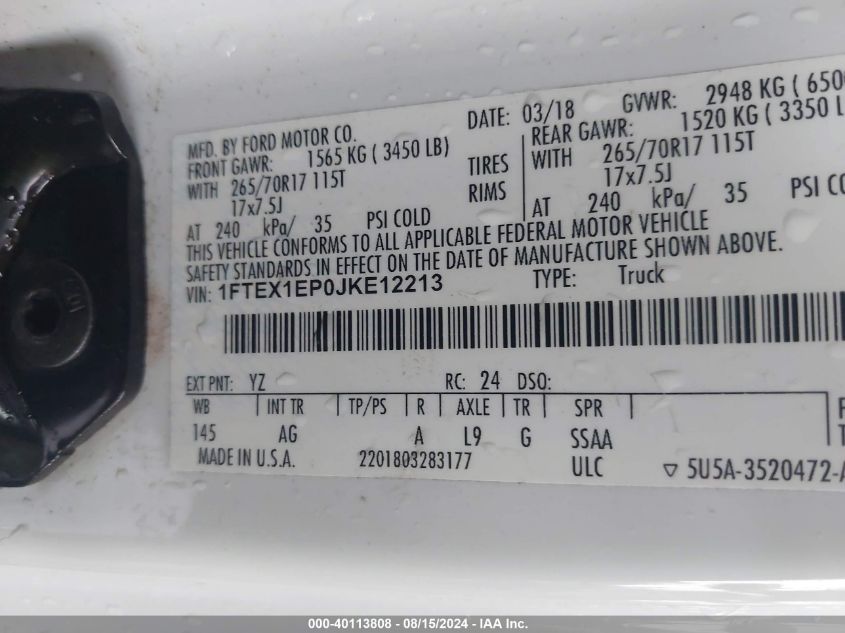 MFD. BY FORD MOTOR CO.
DATE: 03/18 GVWR: 2948 KG ( 6500
FRONT GAWR: 1565 KG ( 3450 LB)
REAR GAWR: 1520 KG ( 3350 L
WITH 265/70R17 115T TIRES WITH 265/70R17 115T
17x7.5J RIMS 17x7.5J
AT 240 kPa/ 35 PSI COLD AT 240 kPa/ 35 PSI CO
THIS VEHICLE CONFORMS TO ALL APPLICABLE FEDERAL MOTOR VEHICLE
SAFETY STANDARDS IN EFFECT ON THE DATE OF MANUFACTURE SHOWN ABOVE.
VIN: 1FTEX1EP0JKE12213 TYPE: Truck
EXT PNT: YZ RC: 24 DSO:
WB INT TR TP/PS R AXLE TR SPR
145 AG A L9 G SSAA
MADE IN U.S.A. 2201803283177 ULC 5U5A-3520472-A
000-40113808 - 08/15/2024 - IAA Inc.